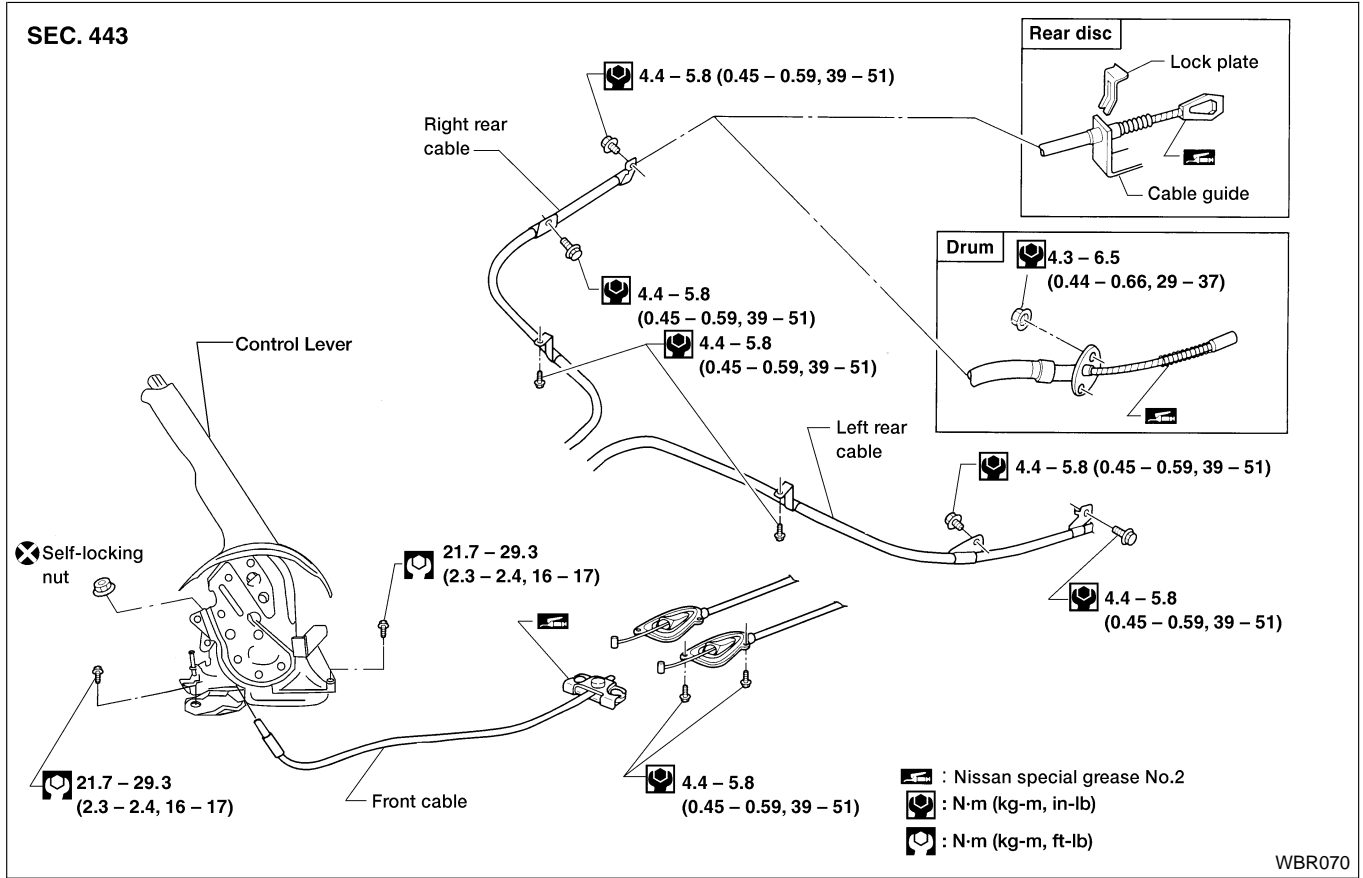 SEC. 443
Rear disc
Lock plate
4.4 – 5.8 (0.45 – 0.59, 39 – 51)
Right rear
cable
Cable guide
Drum
4.3 – 6.5
(0.44 – 0.66, 29 – 37)
4.4 – 5.8
(0.45 – 0.59, 39 – 51)
4.4 – 5.8
(0.45 – 0.59, 39 – 51)
Control Lever
Left rear
cable
4.4 – 5.8 (0.45 – 0.59, 39 – 51)
Self-locking
nut
21.7 – 29.3
(2.3 – 2.4, 16 – 17)
4.4 – 5.8
(0.45 – 0.59, 39 – 51)
21.7 – 29.3
(2.3 – 2.4, 16 – 17)
Front cable
4.4 – 5.8
(0.45 – 0.59, 39 – 51)
: Nissan special grease No.2
: N·m (kg-m, in-lb)
: N·m (kg-m, ft-lb)
WBR070